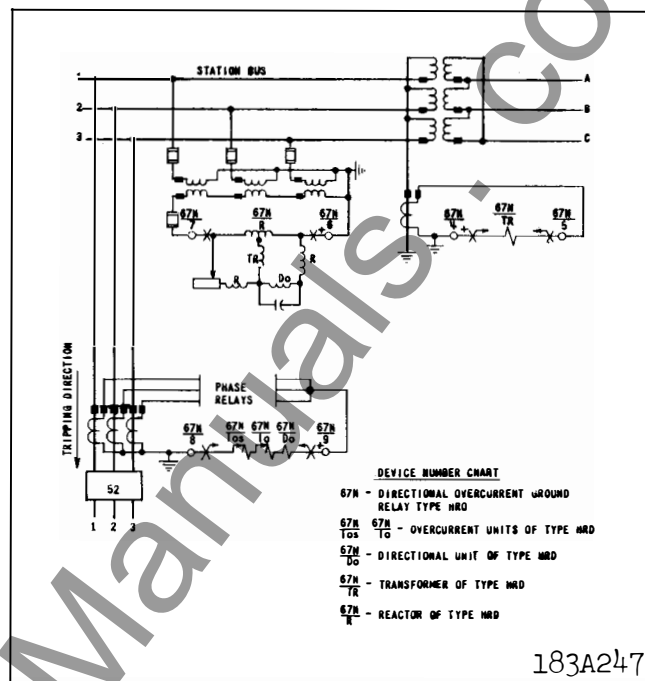 STATION BUS
1
2
3
A
B
C
67N
7
67N
R
67N
6
67N
4
67N
TR
67N
5
TR
R
R
Do
TRIPPING DIRECTION
PHASE
RELAYS
67N
8
67N
Ios
67N
Io
67N
Do
67N
9
52
1 2 3
DEVICE NUMBER CHART
67N - DIRECTIONAL OVERCURRENT GROUND
RELAY TYPE HRD
67N 67N - OVERCURRENT UNITS OF TYPE HRD
Ios Io
67N - DIRECTIONAL UNIT OF TYPE HRD
Do
67N - TRANSFORMER OF TYPE HRD
TR
67N - REACTOR OF TYPE HRD
R
183A247
Manuals.co